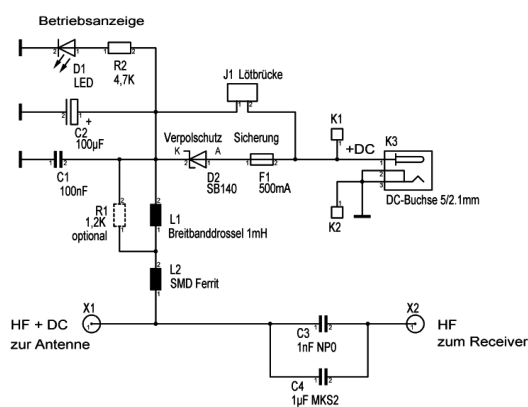 Betriebsanzeige
D1
LED
R2
4,7K
J1 Lötbrücke
C2
100µF
+
Verpolschutz
Sicherung
K1
+DC
K3
K
A
C1
100nF
D2
SB140
F1
500mA
K2
DC-Buchse 5/2.1mm
R1
1,2K
optional
L1
Breitbanddrossel 1mH
L2
SMD Ferrit
X1
X2
HF + DC
zur Antenne
HF
zum Receiver
C3
1nF NP0
C4
1µF MKS2